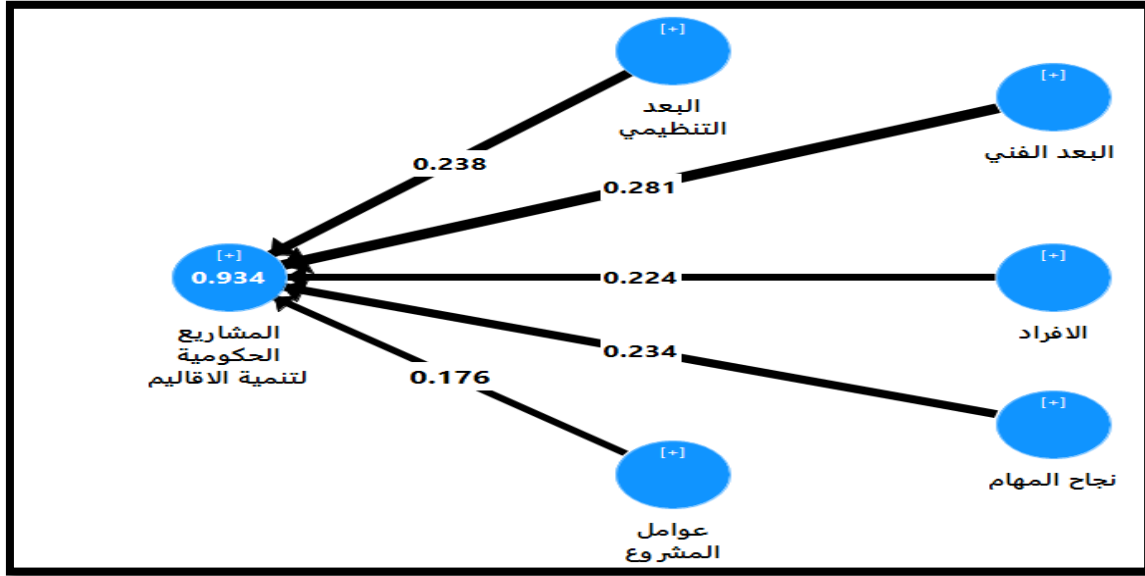 [+]
البعد
التنظيمي
[+]
البعد الفني
0.238
0.281
[+]
0.934
المشاريع
الحكومية
لتنمية الاقاليم
0.224
[+]
الافراد
0.234
0.176
[+]
نجاح المهام
[+]
عوامل
المشروع